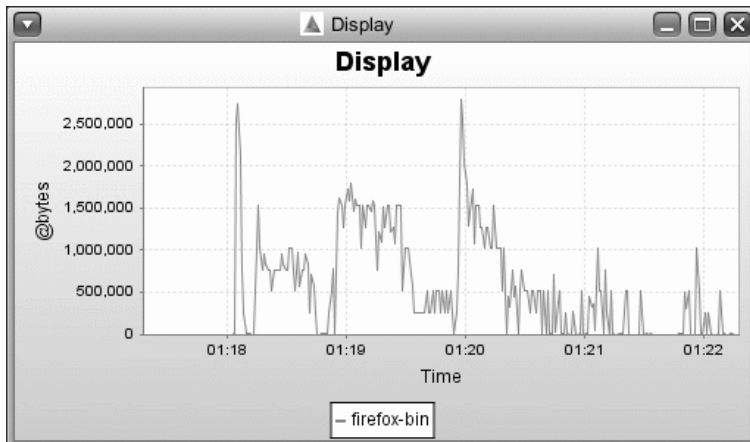 Display
Display
2,500,000
2,000,000
1,500,000
1,000,000
500,000
0
@bytes
01:18 01:19 01:20 01:21 01:22
Time
firefox-bin